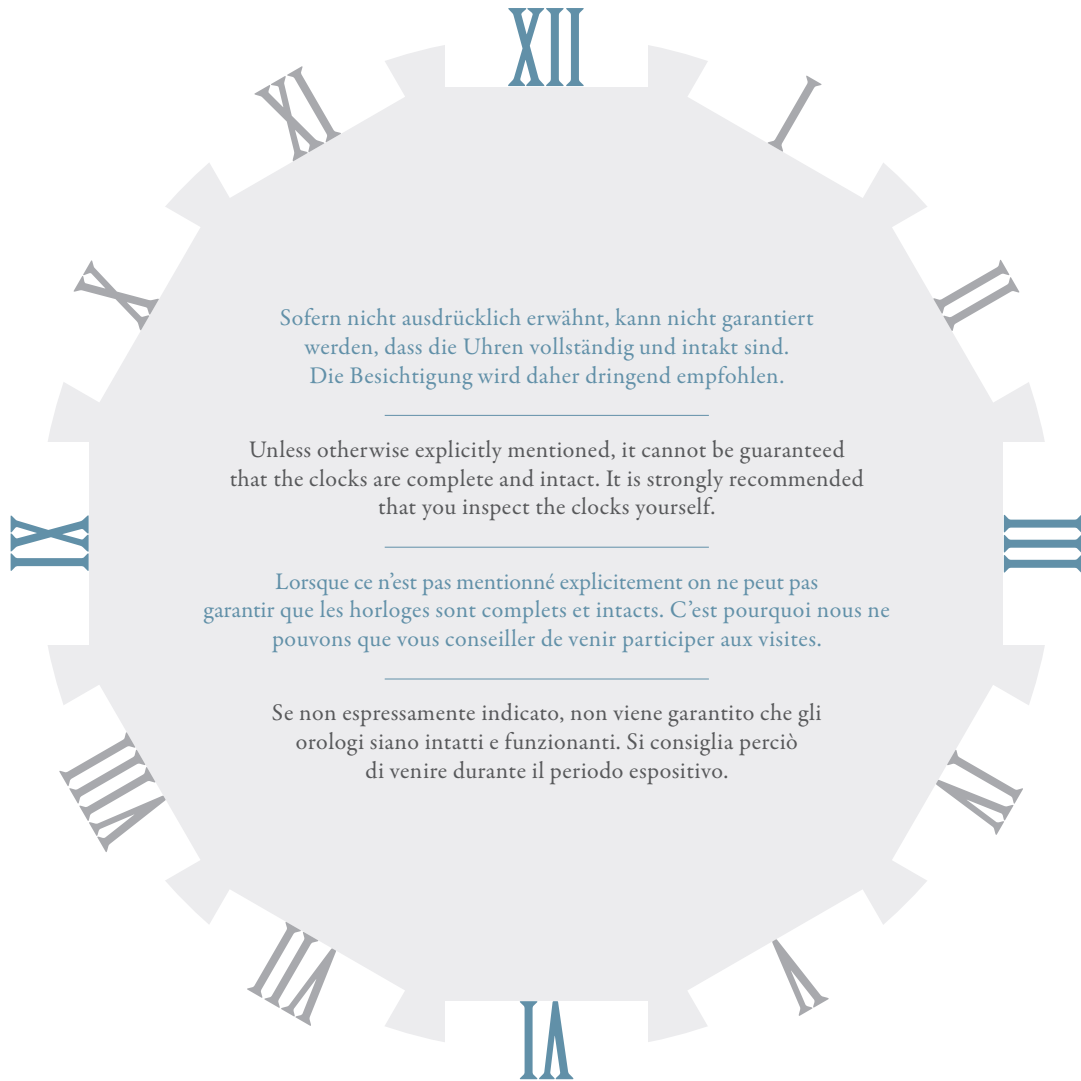 XII
XI
I
X
II
Sofern nicht ausdrücklich erwähnt, kann nicht garantiert
werden, dass die Uhren vollständig und intakt sind.
Die Besichtigung wird daher dringend empfohlen.
Unless otherwise explicitly mentioned, it cannot be guaranteed
that the clocks are complete and intact. It is strongly recommended
that you inspect the clocks yourself.
IX
III
Lorsque ce n’est pas mentionné explicitement on ne peut pas
garantir que les horloges sont complets et intacts. C’est pourquoi nous ne
pouvons que vous conseiller de venir participer aux visites.
Se non espressamente indicato, non viene garantito che gli
orologi siano intatti e funzionanti. Si consiglia perciò
di venire durante il periodo espositivo.
VIII
IV
VII
V
VI